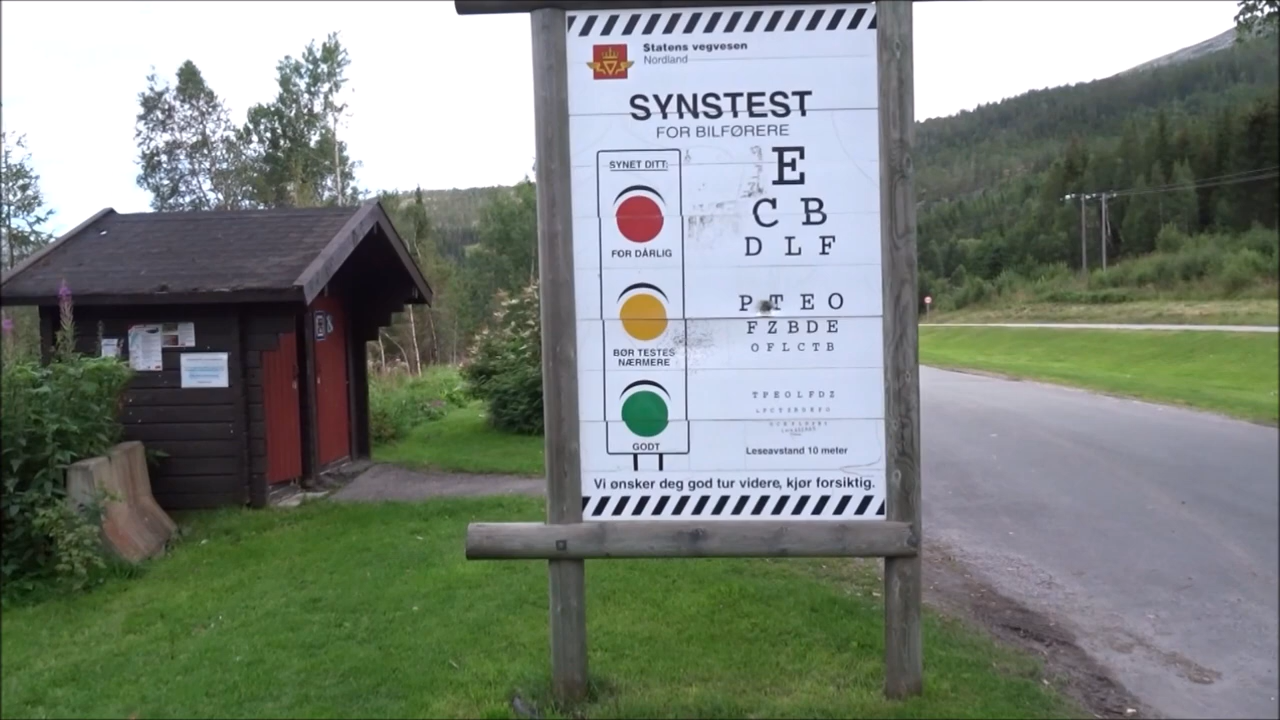 Statens vegvesen
Nordland
SYNSTEST
FOR BILFØRERE
SYNET DITT:
FOR DÅRLIG
BØR TESTES
NÆRMERE
GODT
E
C B
D L F
P T E O
F Z B D E
O F L C T B
T P E O L F D Z
Leseavstand 10 meter
Vi ønsker deg god tur videre, kjør forsiktig.